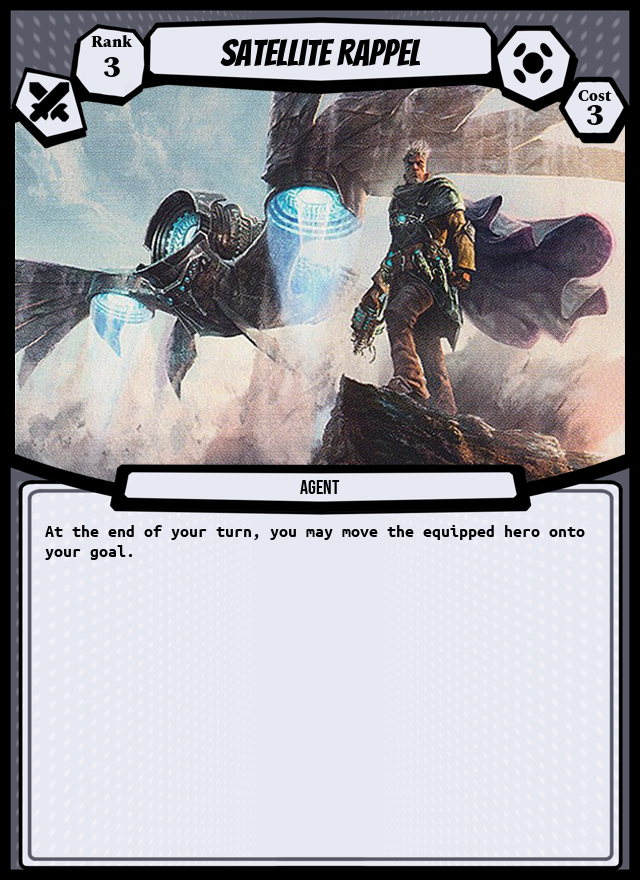 Rank
3
SATELLITE RAPPEL
Cost
3
AGENT
At the end of your turn, you may move the equipped hero onto
your goal.